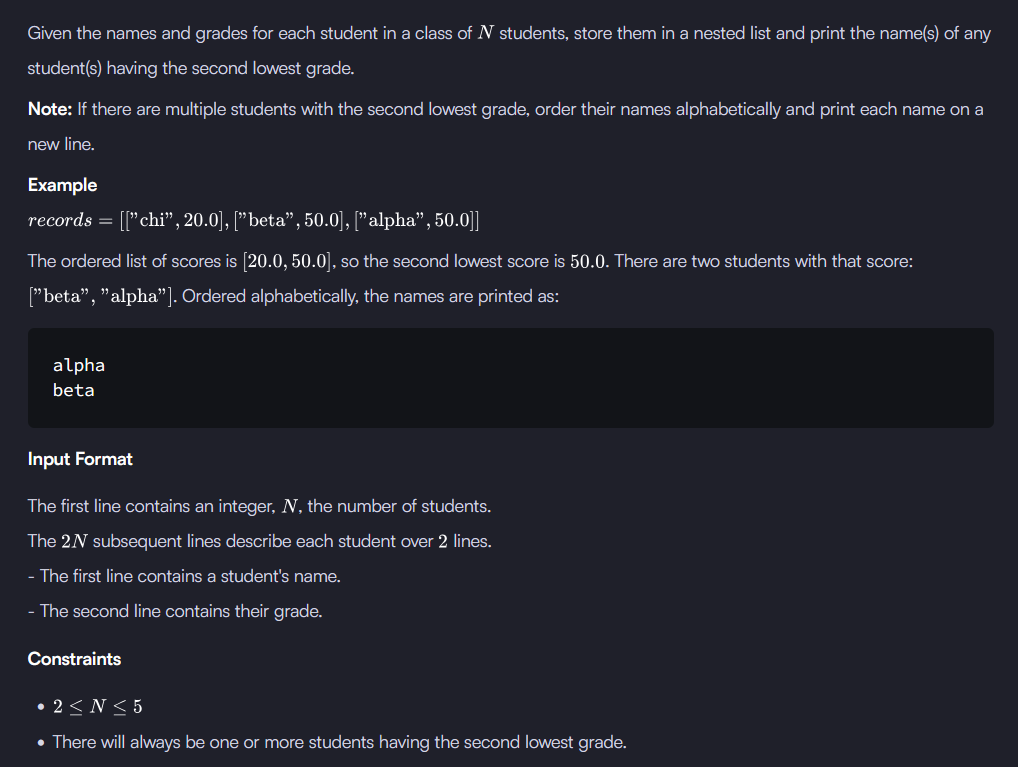 Given the names and grades for each student in a class of N students, store them in a nested list and print the name(s) of any
student(s) having the second lowest grade.
Note: If there are multiple students with the second lowest grade, order their names alphabetically and print each name on a
new line.
Example
records = [["chi", 20.0], ["beta", 50.0], ["alpha", 50.0]]
The ordered list of scores is [20.0, 50.0], so the second lowest score is 50.0. There are two students with that score:
["beta", "alpha"]. Ordered alphabetically, the names are printed as:
alpha
beta
Input Format
The first line contains an integer, N, the number of students.
The 2N subsequent lines describe each student over 2 lines.
- The first line contains a student's name.
- The second line contains their grade.
Constraints
• 2 ≤ N ≤ 5
• There will always be one or more students having the second lowest grade.